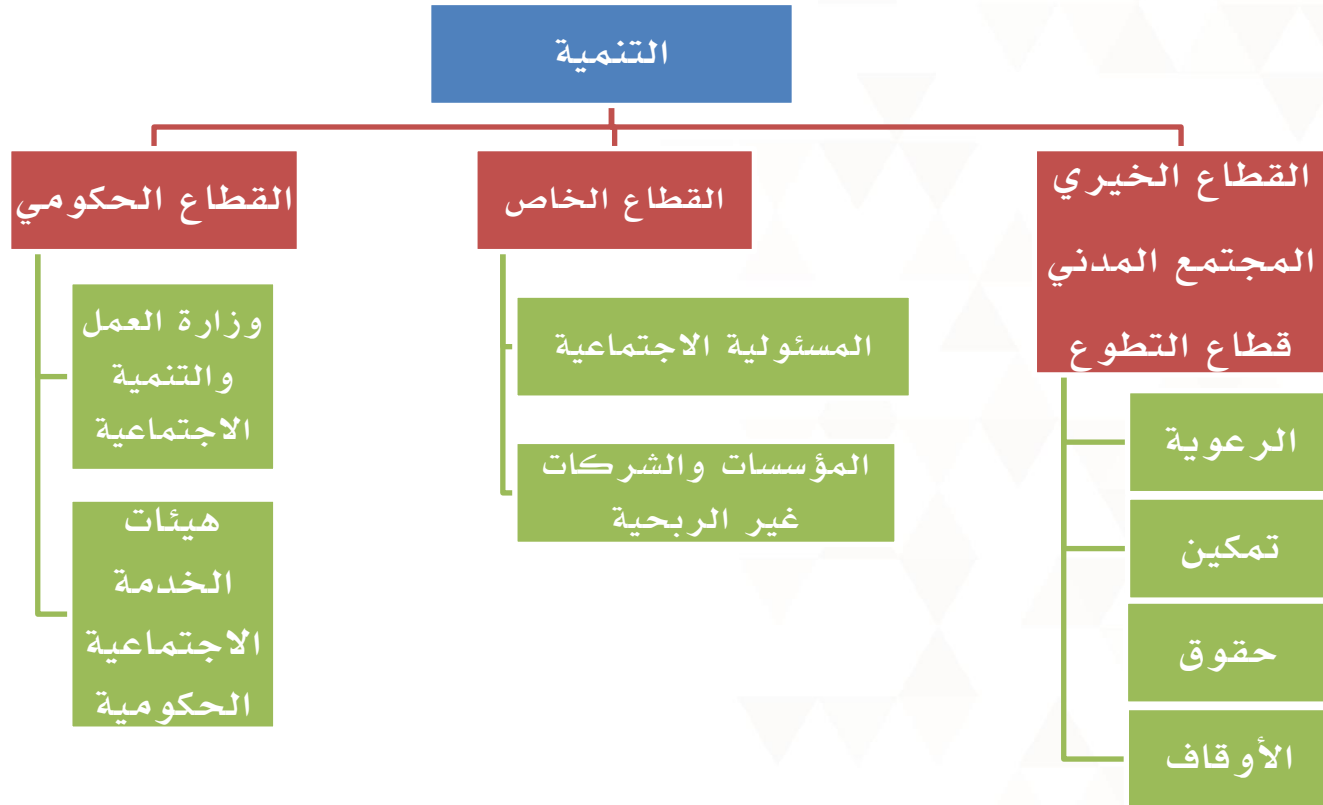 التنمية
القطاع الخيري
المجتمع المدني
قطاع التطوع
الرعوية
تمكين
حقوق
الأوقاف
القطاع الخاص
المسئولية الاجتماعية
المؤسسات والشركات
غير الربحية
القطاع الحكومي
وزارة العمل
والتنمية
الاجتماعية
هيئات
الخدمة
الاجتماعية
الحكومية